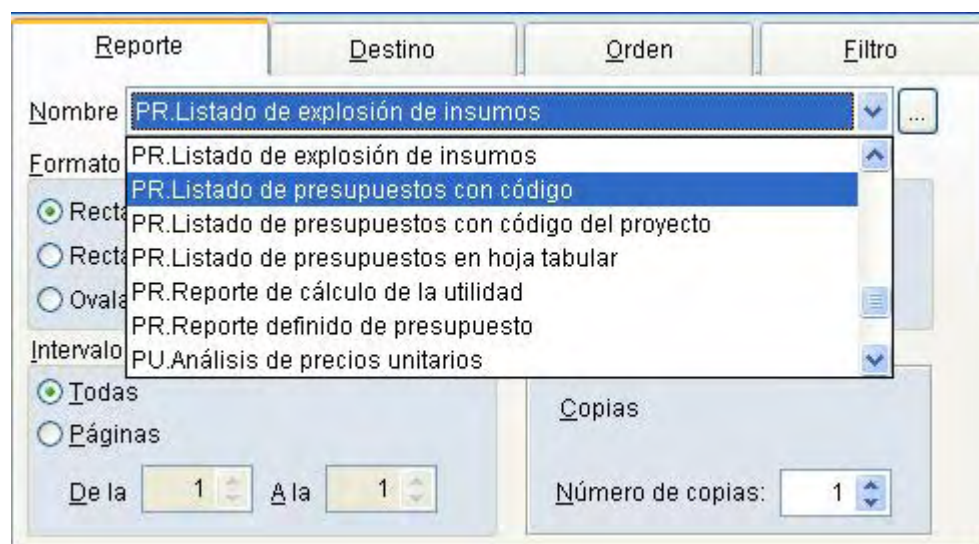 Reporte Destino Orden Filtro
Nombre PR.Listado de explosión de insumos ...
PR.Listado de explosión de insumos
Formato
PR.Listado de presupuestos con código
PR.Listado de presupuestos con código del proyecto
PR.Listado de presupuestos en hoja tabular
PR.Reporte de cálculo de la utilidad
PR.Reporte definido de presupuesto
Intervalo
PU.Análisis de precios unitarios
Todas
Copias
Páginas
De la 1 A la 1 Número de copias: 1